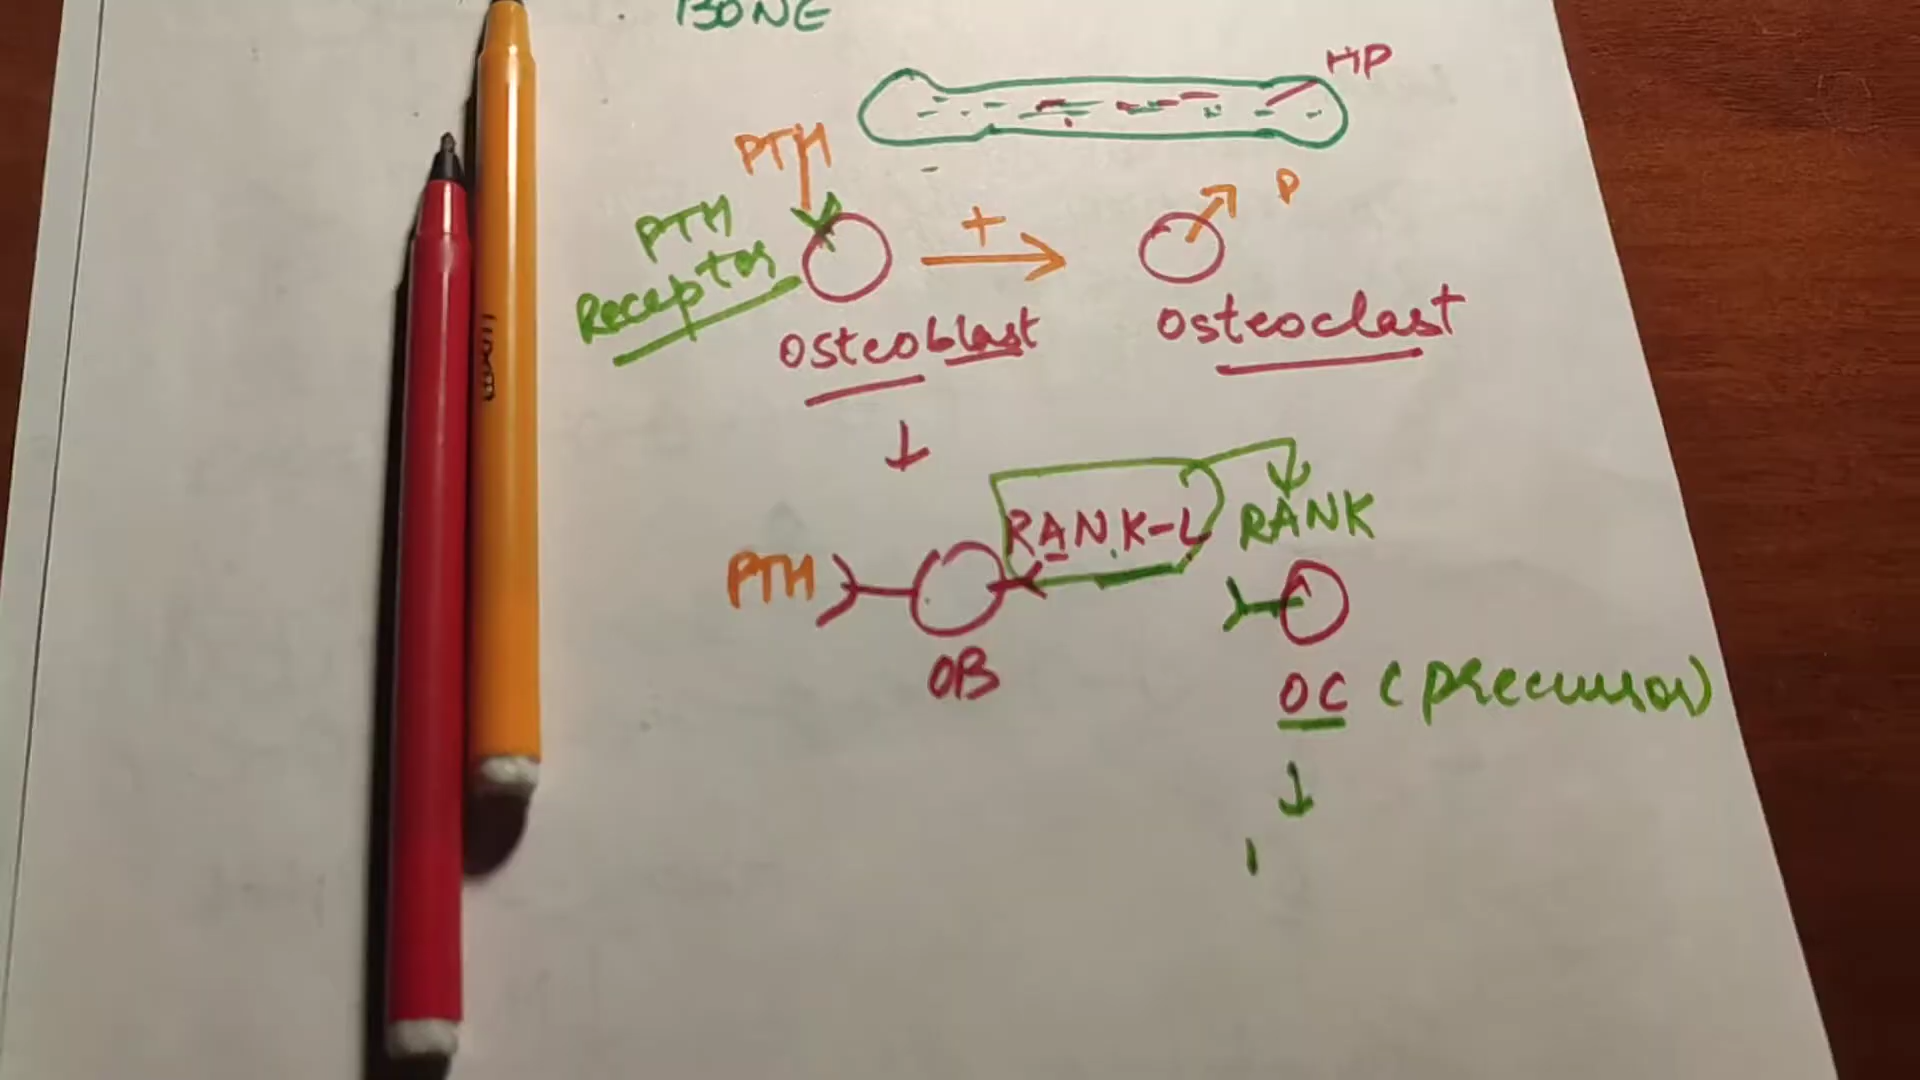 BONE
HP
PTH
P
PTH
Receptor
+
Osteoblast
Osteoclast
RANK-L
RANK
PTH
OB
OC (precursor)